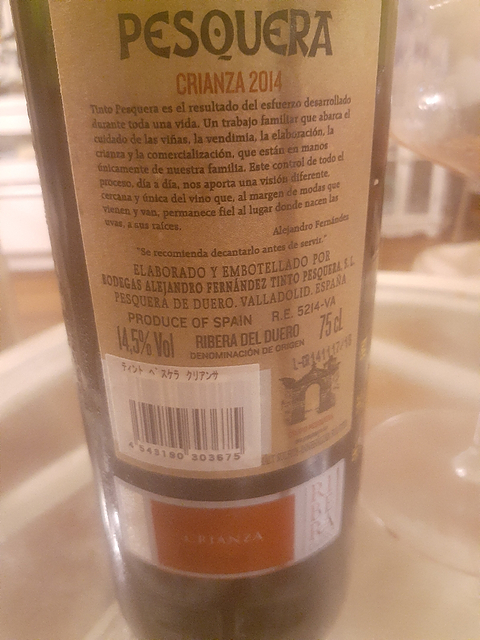 PESQUERA
CRIANZA 2014
Tinto Pesquera es el resultado del esfuerzo desarrollado
durante toda una vida. Un trabajo familiar que abarca el
cuidado de las viñas, la vendimia, la elaboración, la
crianza y la comercialización, que están en manos
únicamente de nuestra familia. Este control de todo el
proceso, día a día, nos aporta una visión diferente,
cercana y única del vino que, al margen de modas que
vienen y van, permanece fiel al lugar donde nacen las
uvas, a sus raíces.
Alejandro Fernández
"Se recomienda decantarlo antes de servir."
ELABORADO Y EMBOTELLADO POR
BODEGAS ALEJANDRO FERNÁNDEZ TINTO PESQUERA, S.L.
PESQUERA DE DUERO. VALLADOLID. ESPAÑA
PRODUCE OF SPAIN R.E. 5214-VA
14,5% Vol RIBERA DEL DUERO 75 cl
DENOMINACIÓN DE ORIGEN
ティント ペスケラ クリアンサ
4543190303675
CRIANZA